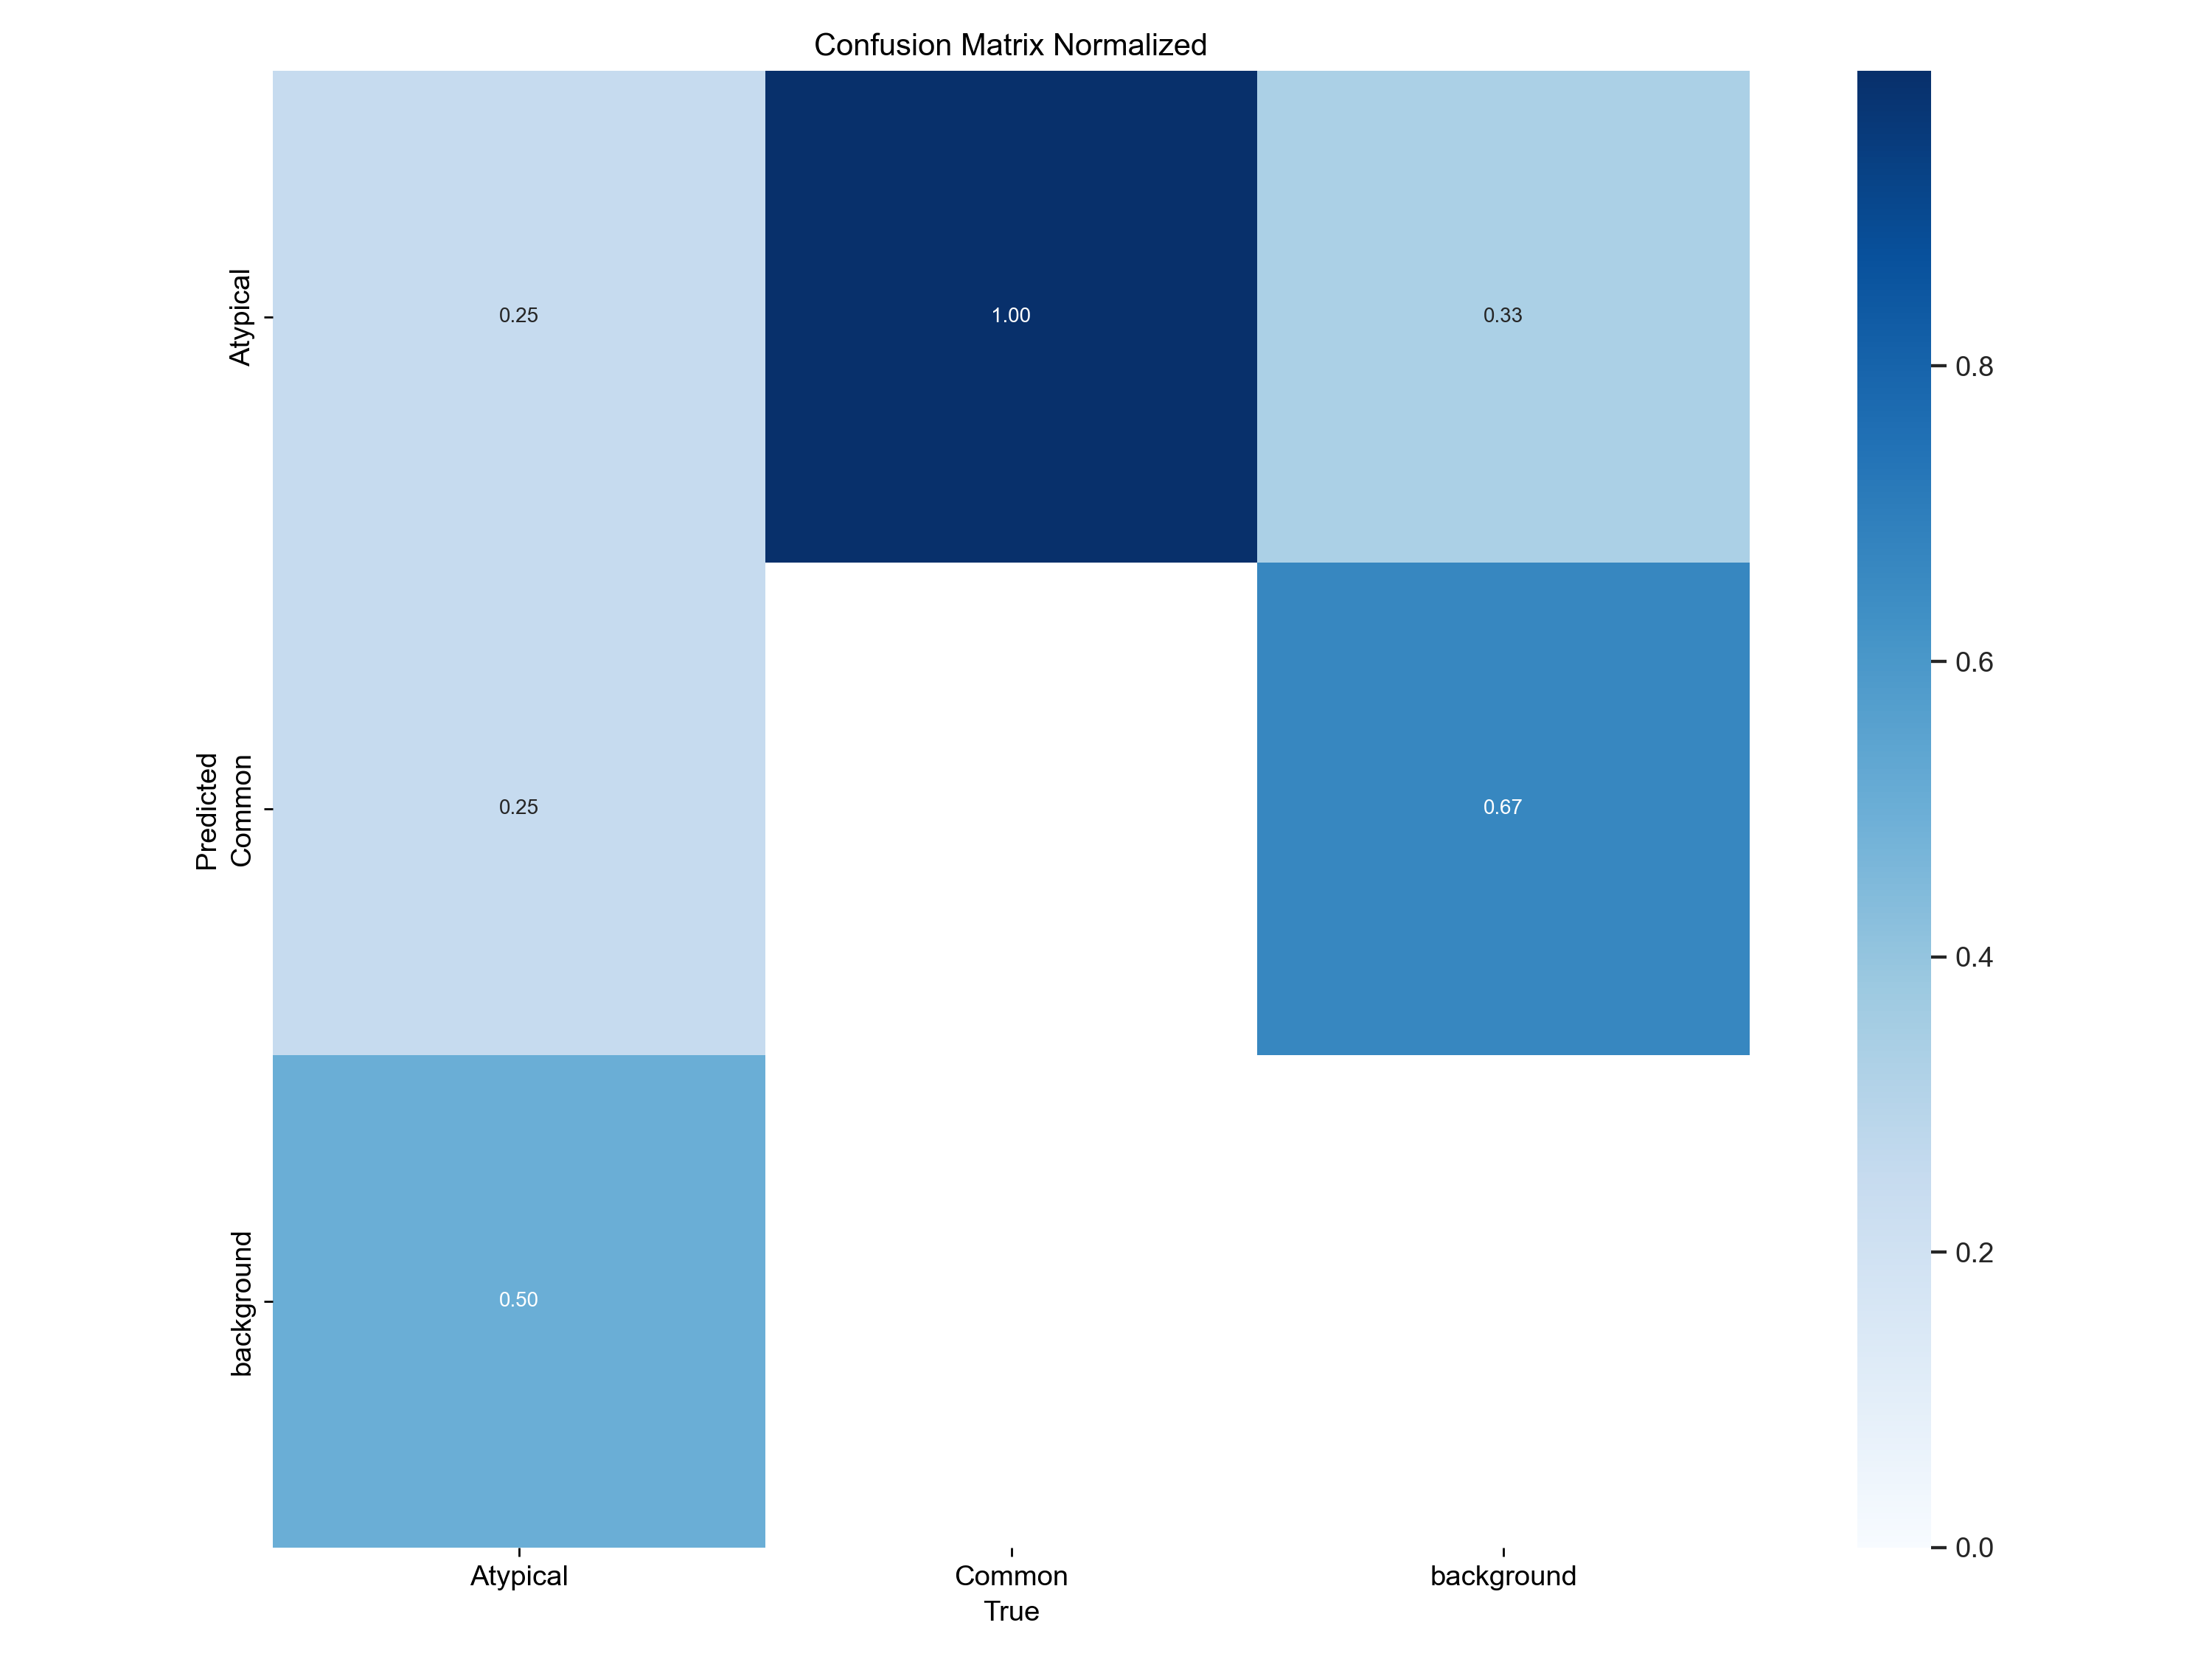 Confusion Matrix Normalized
Atypical
0.25
1.00
0.33
0.8
0.6
Predicted
Common
0.25
0.67
0.4
background
0.50
0.2
0.0
Atypical
Common
background
True